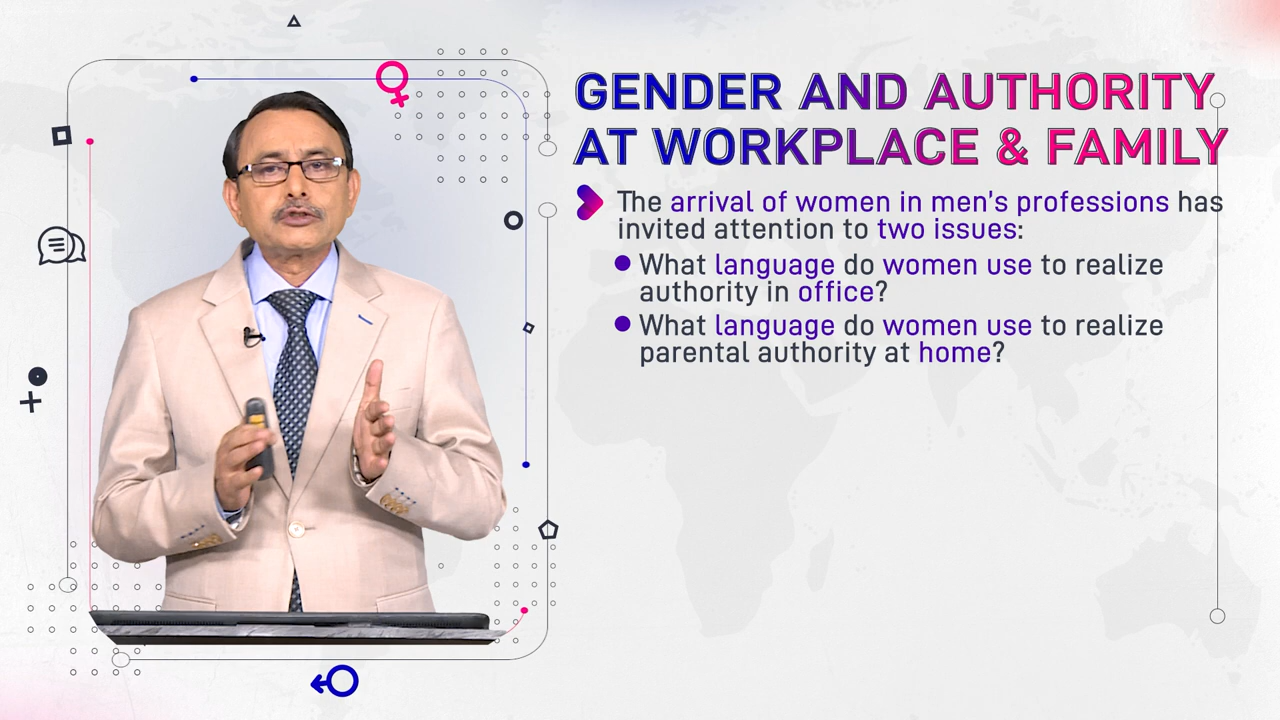 GENDER AND AUTHORITY
AT WORKPLACE & FAMILY
The arrival of women in men's professions has
invited attention to two issues:
What language do women use to realize
authority in office?
What language do women use to realize
parental authority at home?